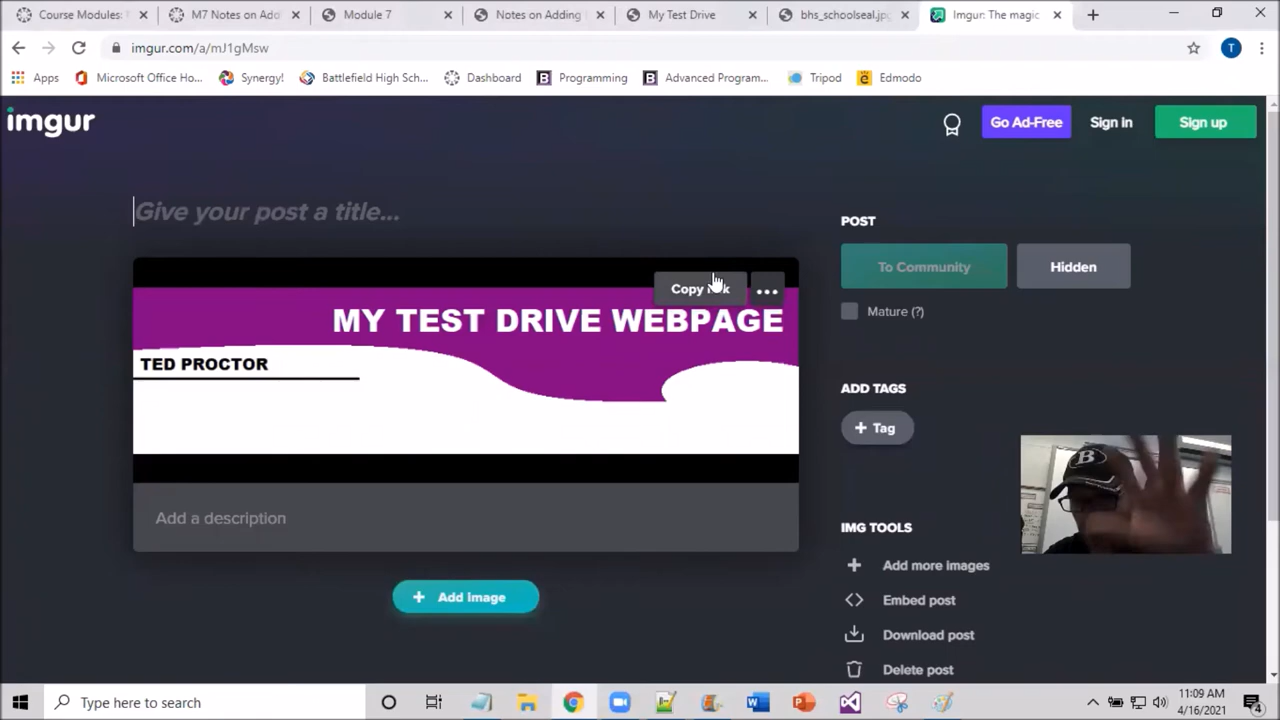 Course Modules:
M7 Notes on Ado
Module 7
Notes on Adding
My Test Drive
bhs_schoolseal.jpg
Imgur: The magic
imgur.com/a/mJ1gMsw
T
Apps
Microsoft Office Ho...
Synergy!
Battlefield High Sch...
Dashboard
Programming
Advanced Program...
Tripod
Edmodo
imgur
Go Ad-Free
Sign in
Sign up
Give your post a title...
POST
To Community
Hidden
Mature (?)
Copy
MY TEST DRIVE WEBPAGE
TED PROCTOR
ADD TAGS
+ Tag
B
Add a description
IMG TOOLS
Add more images
Embed post
Download post
Delete post
+ Add Image
Type here to search
11:09 AM
4/16/2021
4